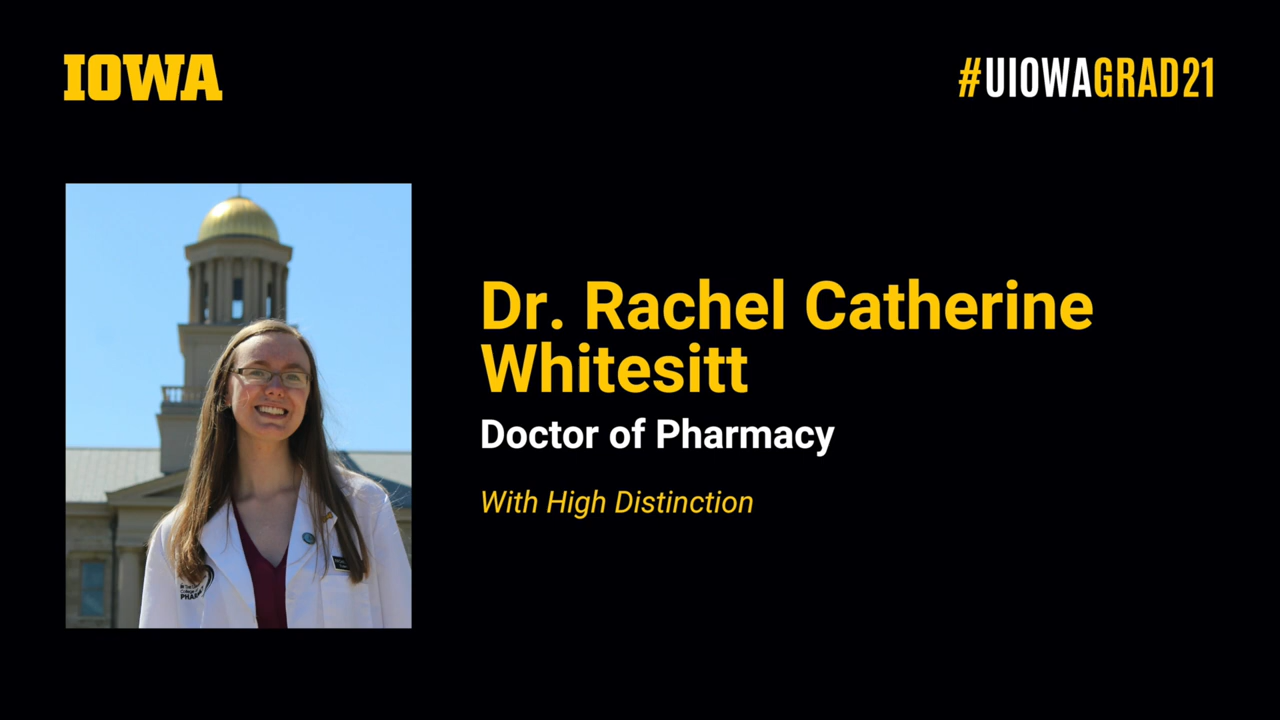 IOWA
#UIOWAGRAD21
Dr. Rachel Catherine
Whitesitt
Doctor of Pharmacy
With High Distinction